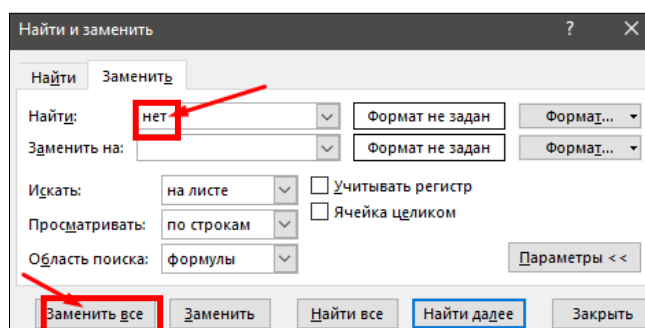 Найти и заменить ? ×
Найти Заменить
Найти: нет Формат не задан Формат...
Заменить на: Формат не задан Формат...
Искать: на листе Учитывать регистр
Просматривать: по строкам Ячейка целиком
Область поиска: формулы Параметры <<
Заменить все Заменить Найти все Найти далее Закрыть